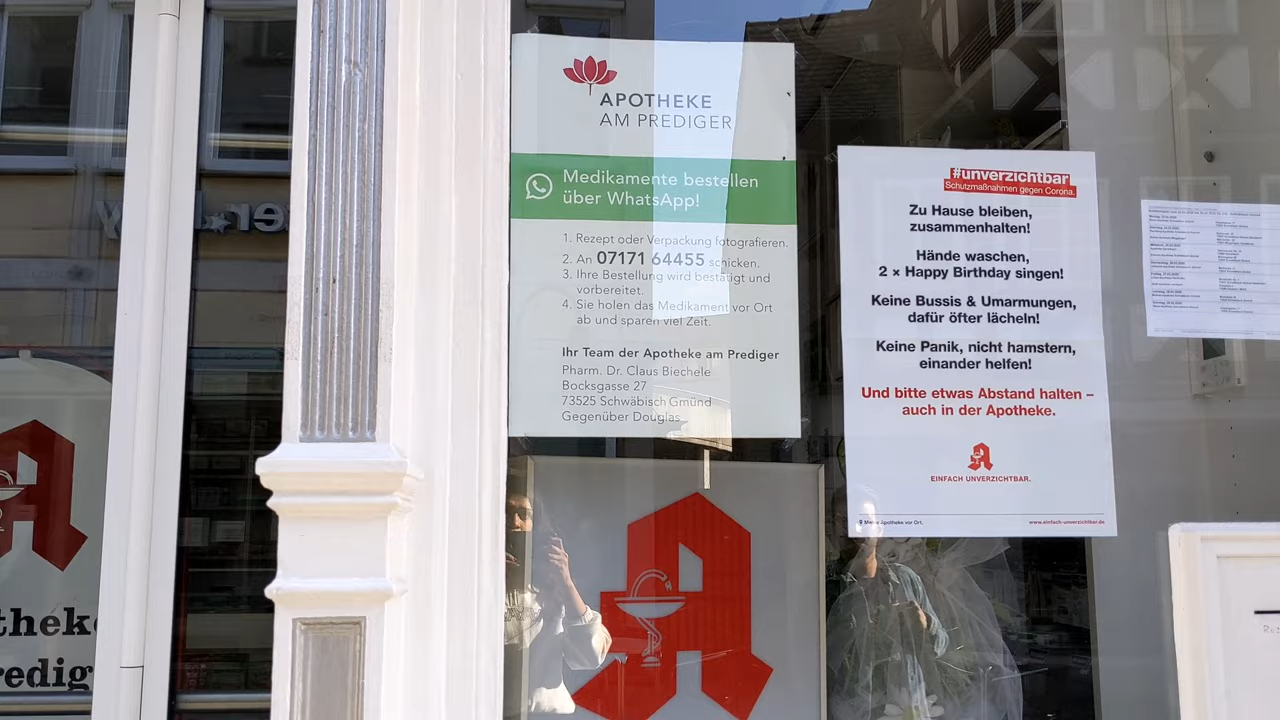 APOTHEKE
AM PREDIGER
Medikamente bestellen
über WhatsApp!
1. Rezept oder Verpackung fotografieren.
2. An 07171 64455 schicken.
3. Ihre Bestellung wird bestätigt und
vorbereitet.
4. Sie holen das Medikament vor Ort
ab und sparen viel Zeit.
Ihr Team der Apotheke am Prediger
Pharm. Dr. Claus Biechele
Bocksgasse 27
73525 Schwäbisch Gmünd
Gegenüber Douglas
#unverzichtbar
Schutzmaßnahmen gegen Corona.
Zu Hause bleiben,
zusammenhalten!
Hände waschen,
2 × Happy Birthday singen!
Keine Bussis & Umarmungen,
dafür öfter lächeln!
Keine Panik, nicht hamstern,
einander helfen!
Und bitte etwas Abstand halten –
auch in der Apotheke.
EINFACH UNVERZICHTBAR.
Meine Apotheke vor Ort.
www.einfach-unverzichtbar.de
thek
redig